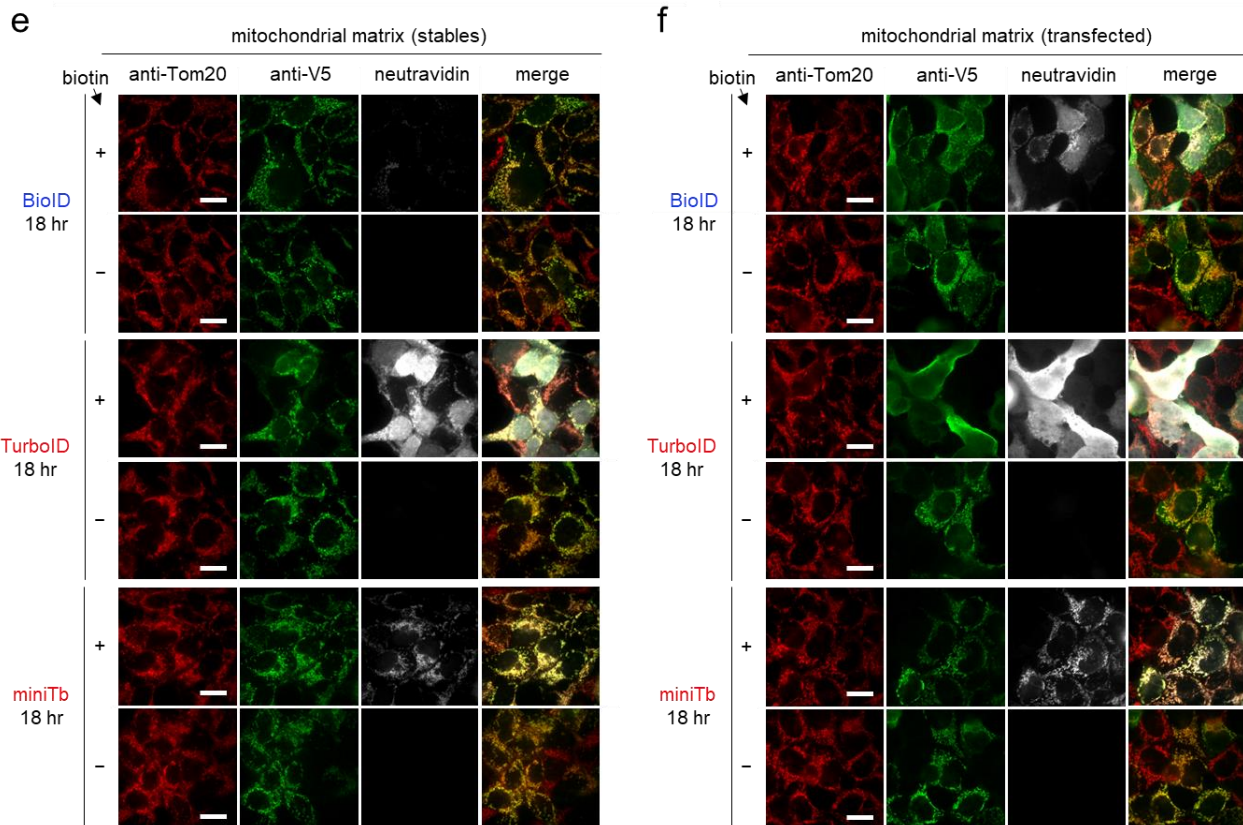 e
mitochondrial matrix (stables)
biotin
anti-Tom20 anti-V5 neutravidin merge
+
BioID
18 hr
−
+
TurboID
18 hr
−
+
miniTb
18 hr
−
f
mitochondrial matrix (transfected)
biotin
anti-Tom20 anti-V5 neutravidin merge
+
BioID
18 hr
−
+
TurboID
18 hr
−
+
miniTb
18 hr
−